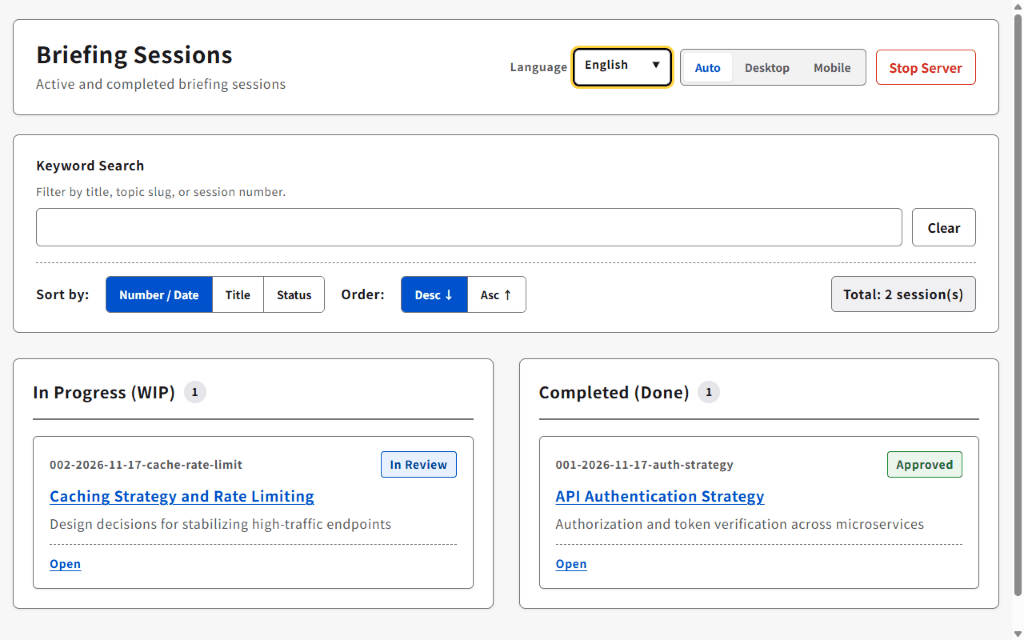 Briefing Sessions
Active and completed briefing sessions
Language English ▼ Auto Desktop Mobile Stop Server
Keyword Search
Filter by title, topic slug, or session number.
Clear
Sort by: Number / Date Title Status Order: Desc ↓ Asc ↑ Total: 2 session(s)
In Progress (WIP) 1
002-2026-11-17-cache-rate-limit In Review
Caching Strategy and Rate Limiting
Design decisions for stabilizing high-traffic endpoints
Open
Completed (Done) 1
001-2026-11-17-auth-strategy Approved
API Authentication Strategy
Authorization and token verification across microservices
Open